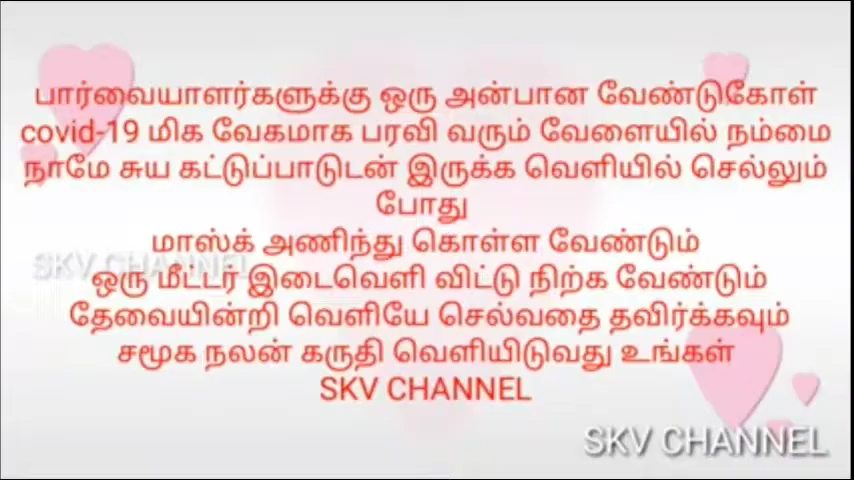 பார்வையாளர்களுக்கு ஒரு அன்பான வேண்டுகோள்
covid-19 மிக வேகமாக பரவி வரும் வேளையில் நம்மை
நாமே சுய கட்டுப்பாடுடன் இருக்க வெளியில் செல்லும்
போது
மாஸ்க் அணிந்து கொள்ள வேண்டும்
SKV CHANNEL
ஒரு மீட்டர் இடைவெளி விட்டு நிற்க வேண்டும்
தேவையின்றி வெளியே செல்வதை தவிர்க்கவும்
சமூக நலன் கருதி வெளியிடுவது உங்கள்
SKV CHANNEL
SKV CHANNEL